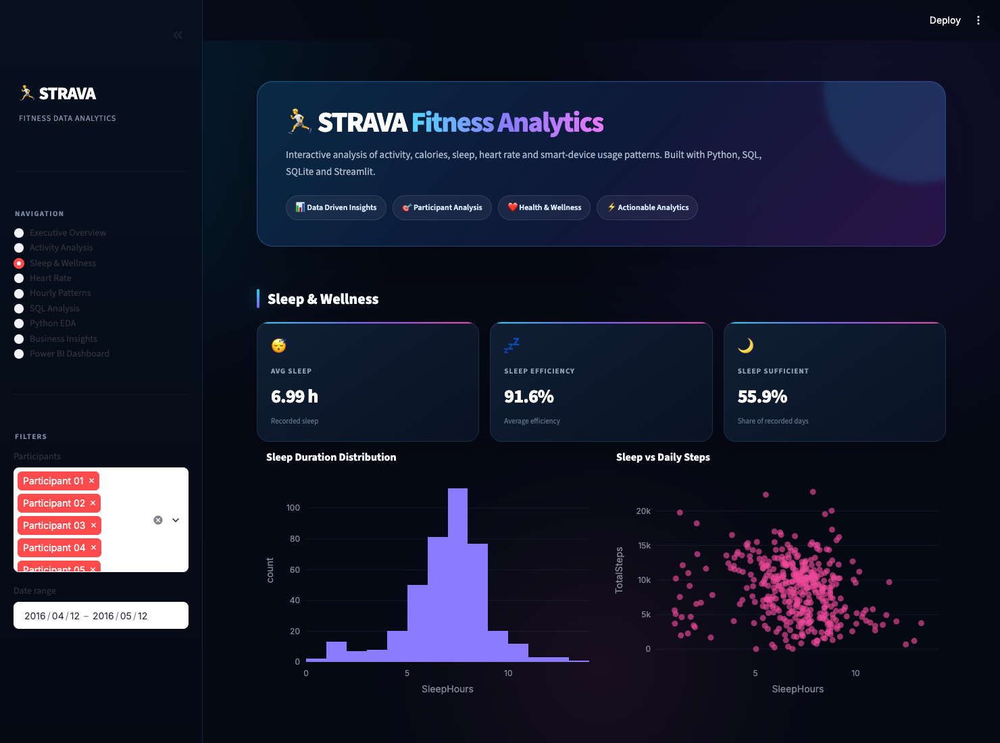 Deploy
STRAVA
FITNESS DATA ANALYTICS
NAVIGATION
Executive Overview
Activity Analysis
Sleep & Wellness
Heart Rate
Hourly Patterns
SQL Analysis
Python EDA
Business Insights
Power BI Dashboard
FILTERS
Participants
Participant 01 ×
Participant 02 ×
Participant 03 ×
Participant 04 ×
Participant 05 ×
Date range
2016/04/12 – 2016/05/12
STRAVA Fitness Analytics
Interactive analysis of activity, calories, sleep, heart rate and smart-device usage patterns. Built with Python, SQL,
SQLite and Streamlit.
Data Driven Insights
Participant Analysis
Health & Wellness
Actionable Analytics
Sleep & Wellness
AVG SLEEP
6.99 h
Recorded sleep
SLEEP EFFICIENCY
91.6%
Average efficiency
SLEEP SUFFICIENT
55.9%
Share of recorded days
Sleep Duration Distribution
100
80
60
40
20
0
count
0 5 10
SleepHours
Sleep vs Daily Steps
20k
15k
10k
5k
0
TotalSteps
5 10
SleepHours